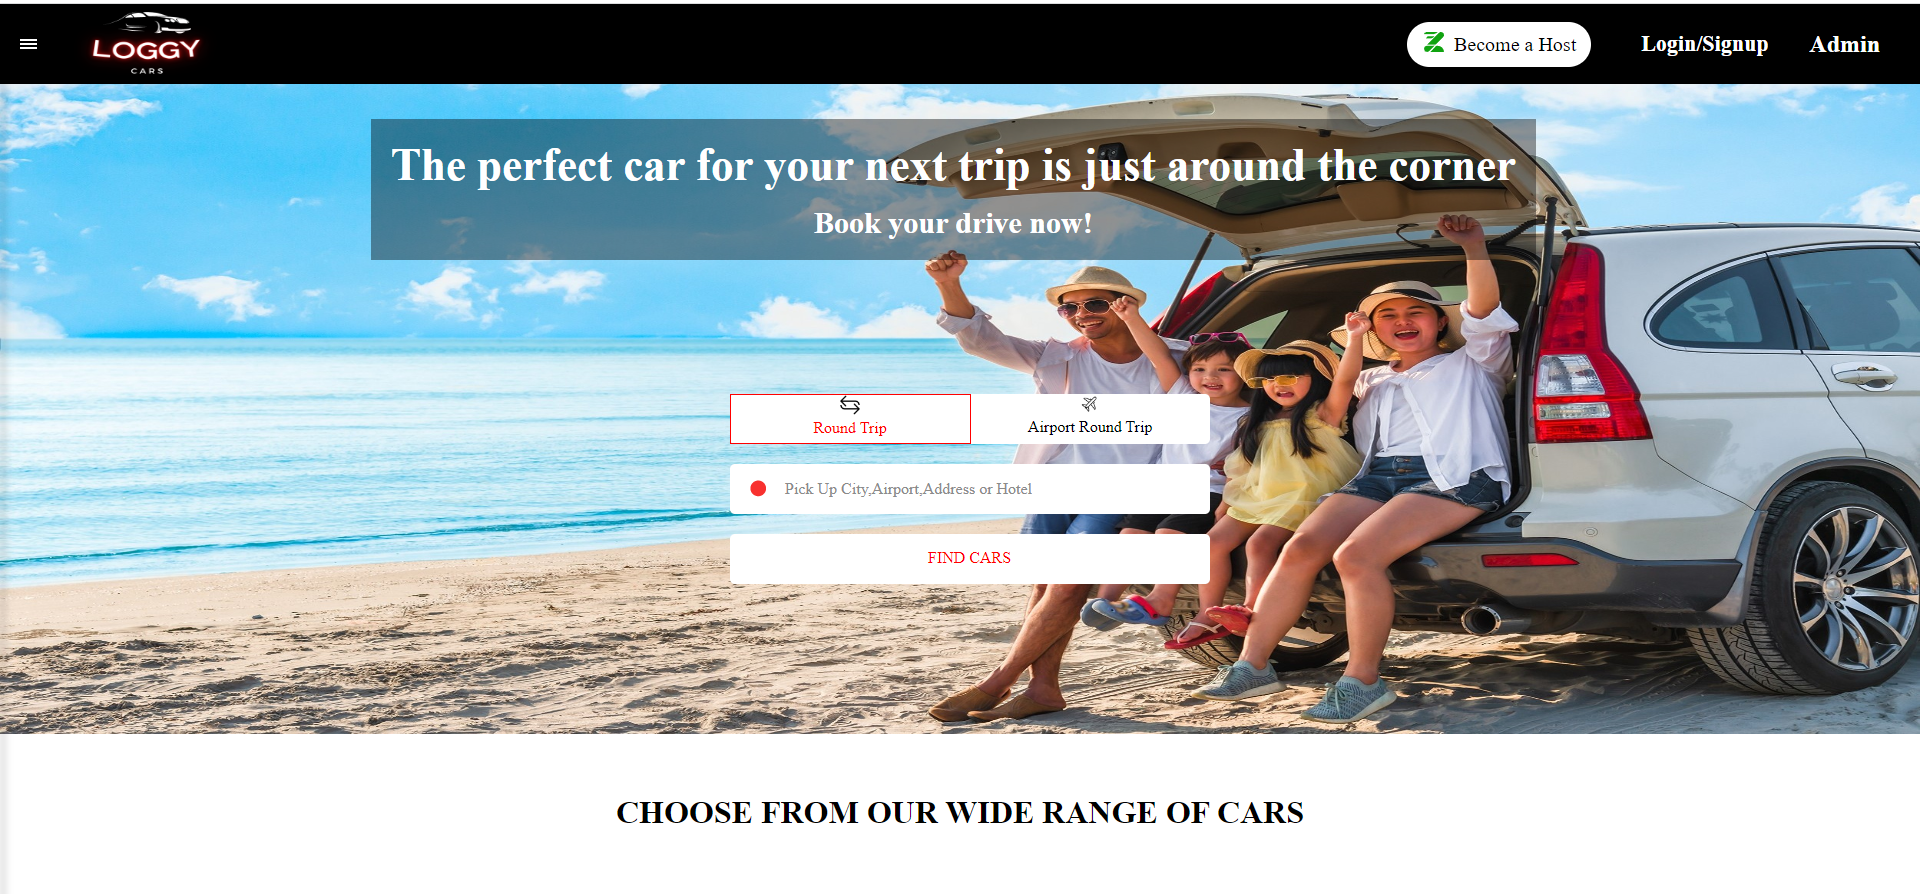 LOGGY
CARS
Become a Host
Login/Signup
Admin
The perfect car for your next trip is just around the corner
Book your drive now!
Round Trip
Airport Round Trip
Pick Up City,Airport,Address or Hotel
FIND CARS
CHOOSE FROM OUR WIDE RANGE OF CARS